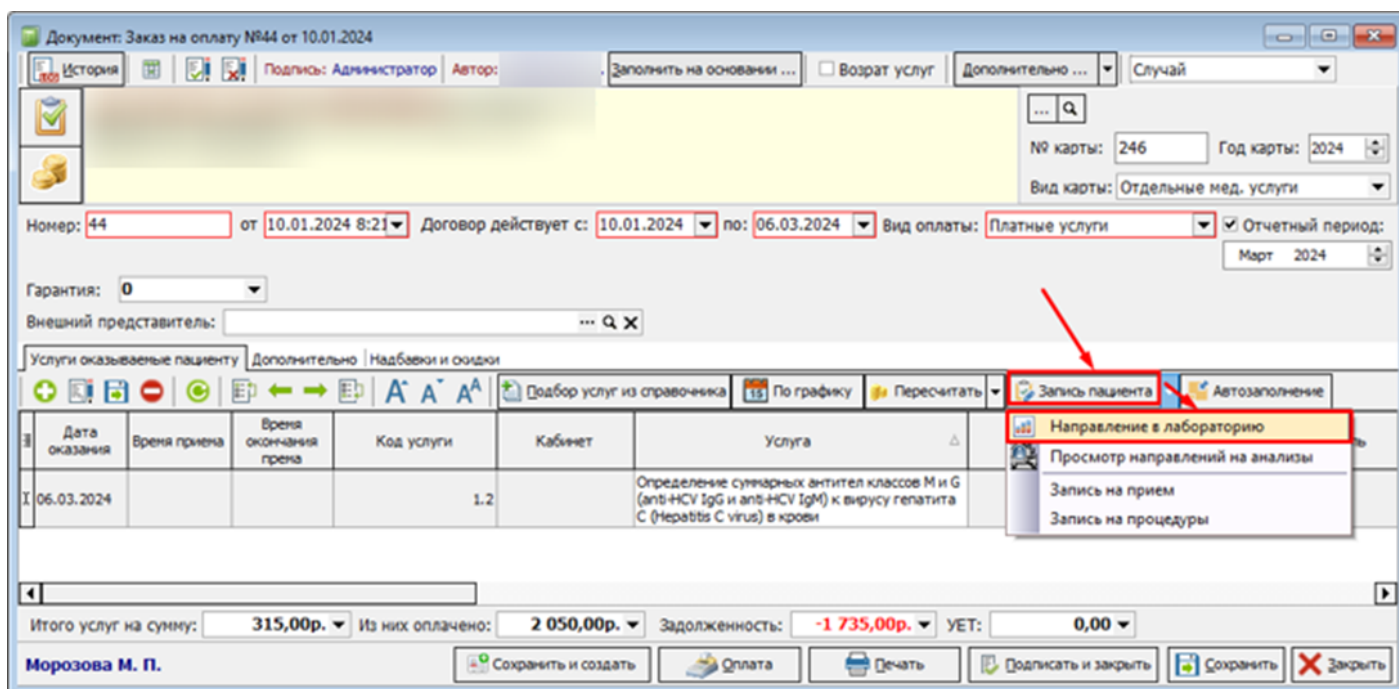 Документ: Заказ на оплату №44 от 10.01.2024
История Подпись: Администратор Автор: Заполнить на основании ... Возрат услуг Дополнительно ... Случай
№ карты: 246 Год карты: 2024
Вид карты: Отдельные мед. услуги
Номер: 44 от 10.01.2024 8:21 Договор действует с: 10.01.2024 по: 06.03.2024 Вид оплаты: Платные услуги Отчетный период:
Март 2024
Гарантия: 0
Внешний представитель:
Услуги оказываемые пациенту Дополнительно Надбавки и скидки
Подбор услуг из справочника По графику Пересчитать Запись пациента Автозаполнение
Дата оказания Время приема Время окончания према Код услуги Кабинет Услуга
Направление в лабораторию
Просмотр направлений на анализы
Запись на прием
Запись на процедуры
06.03.2024 1.2 Определение суммарных антител классов M и G
(anti-HCV IgG и anti-HCV IgM) к вирусу гепатита
C (Hepatitis C virus) в крови
Итого услуг на сумму: 315,00р. Из них оплачено: 2 050,00р. Задолженность: -1 735,00р. УЕТ: 0,00
Морозова М. П. Сохранить и создать Оплата Печать Подписать и закрыть Сохранить Закрыть